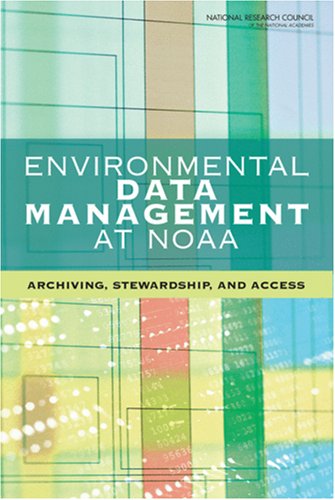 NATIONAL RESEARCH COUNCIL
OF THE NATIONAL ACADEMIES
ENVIRONMENTAL
DATA
MANAGEMENT
AT NOAA
ARCHIVING, STEWARDSHIP, AND ACCESS